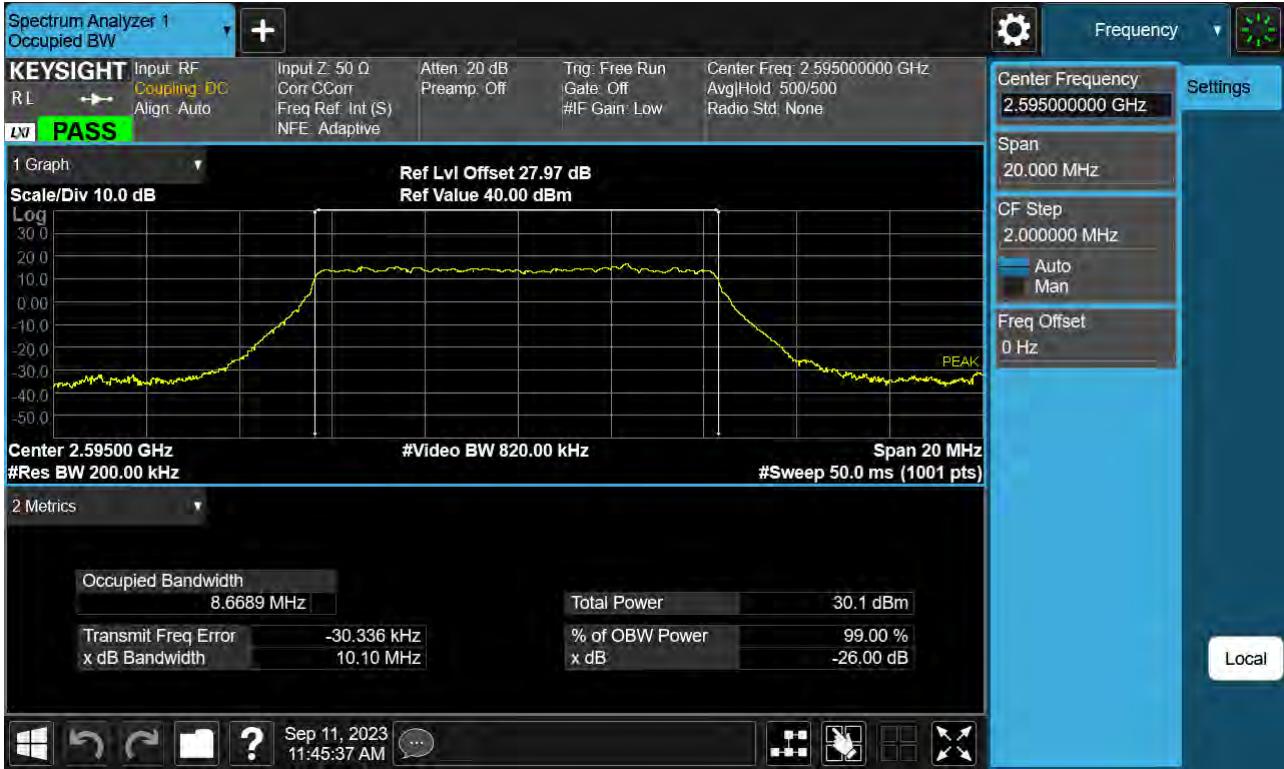 Spectrum Analyzer 1
Occupied BW
Frequency
KEYSIGHT
RL
LXI
PASS
Input: RF
Coupling: DC
Align: Auto
Input Z: 50 Ω
Corr CCorr
Freq Ref: Int (S)
NFE: Adaptive
Atten: 20 dB
Preamp: Off
Trig: Free Run
Gate: Off
#IF Gain: Low
Center Freq: 2.595000000 GHz
Avg|Hold: 500/500
Radio Std: None
1 Graph
Scale/Div 10.0 dB
Ref Lvl Offset 27.97 dB
Ref Value 40.00 dBm
Log
30.0
20.0
10.0
0.00
-10.0
-20.0
-30.0
-40.0
-50.0
PEAK
Center 2.59500 GHz
#Video BW 820.00 kHz
Span 20 MHz
#Res BW 200.00 kHz
#Sweep 50.0 ms (1001 pts)
2 Metrics
Occupied Bandwidth
8.6689 MHz
Total Power 30.1 dBm
Transmit Freq Error -30.336 kHz
% of OBW Power 99.00 %
x dB Bandwidth 10.10 MHz
x dB -26.00 dB
Sep 11, 2023
11:45:37 AM
Center Frequency
2.595000000 GHz
Settings
Span
20.000 MHz
CF Step
2.000000 MHz
Auto
Man
Freq Offset
0 Hz
Local